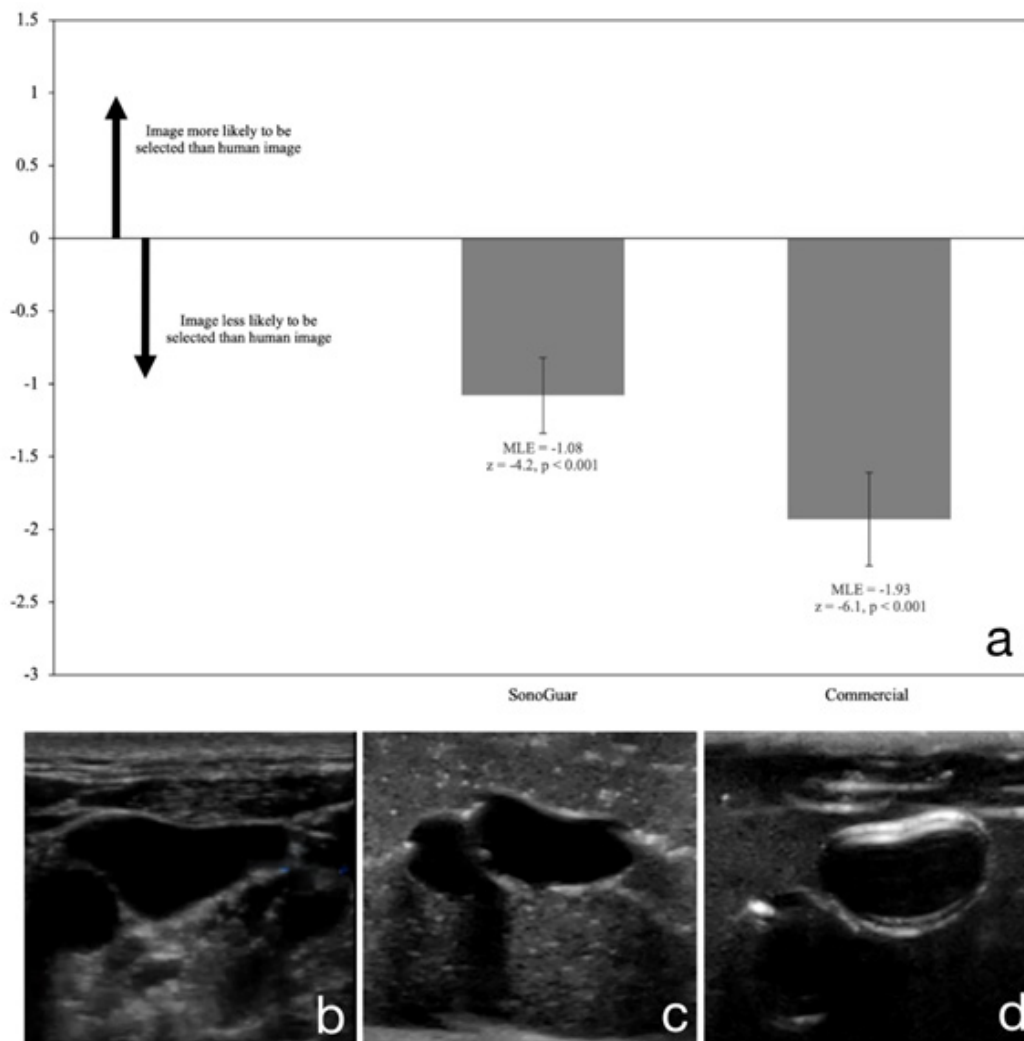 1.5
1
Image more likely to be
selected than human image
0.5
0
-0.5
Image less likely to be
selected than human image
-1
MLE = -1.08
z = -4.2, p < 0.001
-1.5
-2
MLE = -1.93
z = -6.1, p < 0.001
-2.5
a
-3
SonoGuar
Commercial
b
c
d